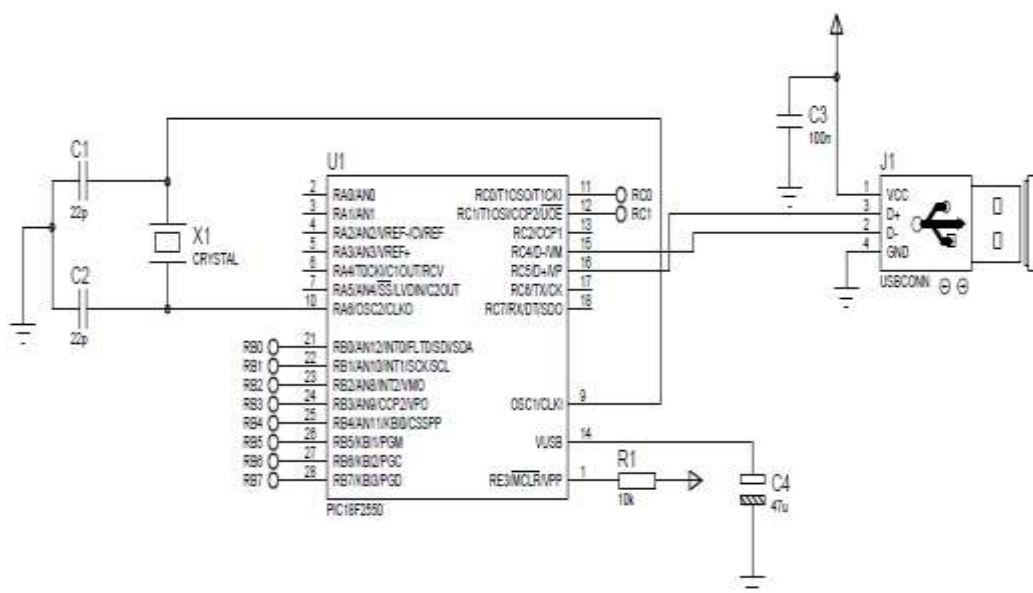 C1
22p
X1
CRYSTAL
C2
22p
U1
2 RA0/AN0
3 RA1/AN1
4 RA2/AN2/VREF-/CVREF
5 RA3/AN3/VREF+
6 RA4/T0CKI/C1OUT/RCV
7 RA5/AN4/SS/LVDIN/C2OUT
10 RA6/OSC2/CLKO
RB0 21 RB0/AN12/INT0/FLT0/SDI/SDA
RB1 22 RB1/AN10/INT1/SCK/SCL
RB2 23 RB2/AN8/INT2/VMO
RB3 24 RB3/AN9/CCP2/VPO
RB4 25 RB4/AN11/KBI0/CSSPP
RB5 26 RB5/KBI1/PGM
RB6 27 RB6/KBI2/PGC
RB7 28 RB7/KBI3/PGD
PIC18F2550
RC0/T1OSO/T1CKI 11 RC0
RC1/T1OSI/CCP2/UOE 12 RC1
RC2/CCP1 13
RC4/D-/VM 15
RC5/D+/VP 16
RC6/TX/CK 17
RC7/RX/DT/SDO 18
OSC1/CLKI 9
VUSB 14
RE3/MCLR/VPP 1
R1
10k
C4
47u
C3
100n
J1
1 VCC
3 D+
2 D-
4 GND
USBCONN